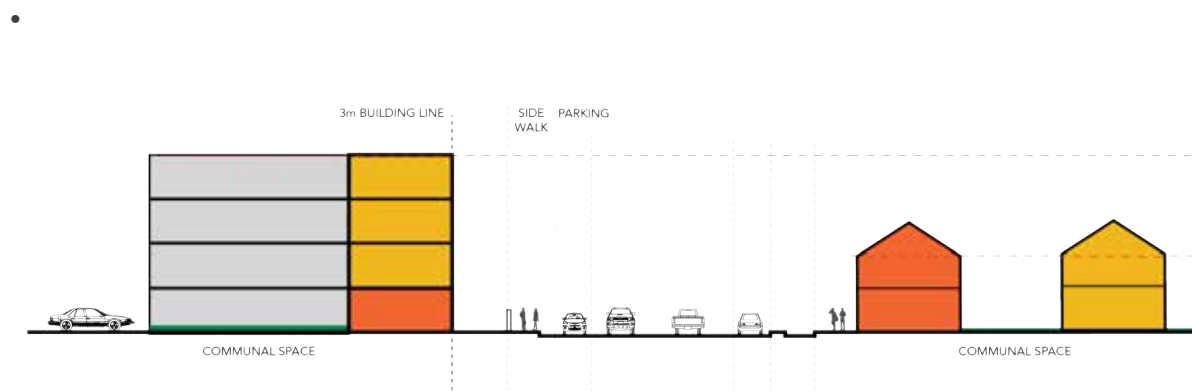 3m BUILDING LINE
SIDE
WALK
PARKING
COMMUNAL SPACE
COMMUNAL SPACE